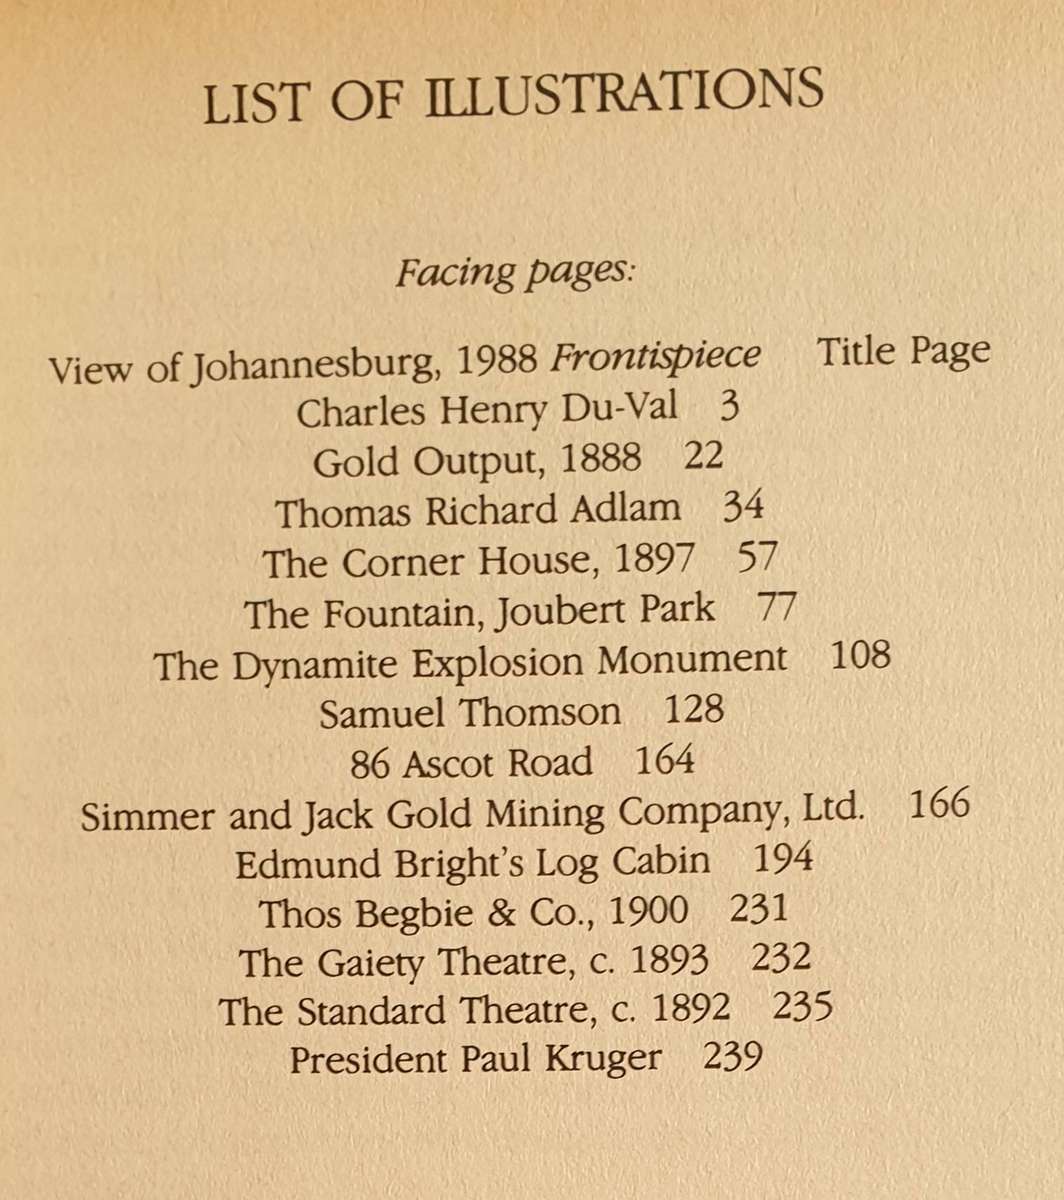 LIST OF ILLUSTRATIONS
Facing pages:
View of Johannesburg, 1988 Frontispiece Title Page
Charles Henry Du-Val 3
Gold Output, 1888 22
Thomas Richard Adlam 34
The Corner House, 1897 57
The Fountain, Joubert Park 77
The Dynamite Explosion Monument 108
Samuel Thomson 128
86 Ascot Road 164
Simmer and Jack Gold Mining Company, Ltd. 166
Edmund Bright's Log Cabin 194
Thos Begbie & Co., 1900 231
The Gaiety Theatre, c. 1893 232
The Standard Theatre, c. 1892 235
President Paul Kruger 239